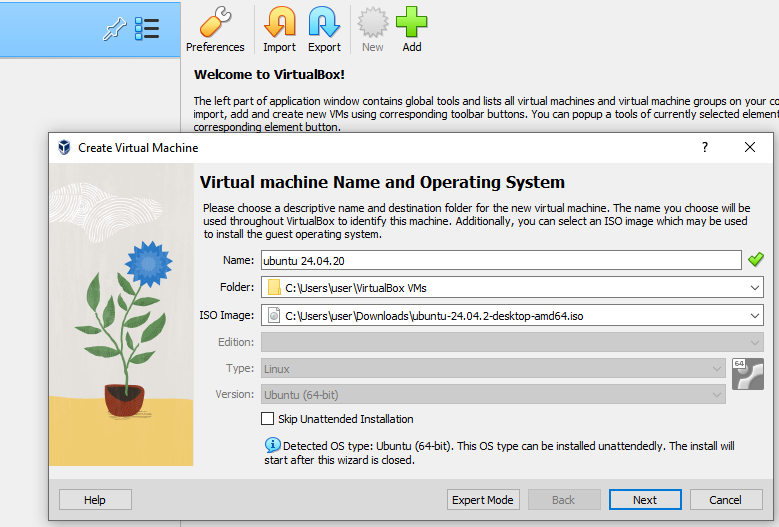 Preferences Import Export New Add
Welcome to VirtualBox!
The left part of application window contains global tools and lists all virtual machines and virtual machine groups on your co
import, add and create new VMs using corresponding toolbar buttons. You can popup a tools of currently selected element
corresponding element button.
Create Virtual Machine ?
Virtual machine Name and Operating System
Please choose a descriptive name and destination folder for the new virtual machine. The name you choose will be
used throughout VirtualBox to identify this machine. Additionally, you can select an ISO image which may be used
to install the guest operating system.
Name: ubuntu 24.04.20
Folder: C:\Users\user\VirtualBox VMs
ISO Image: C:\Users\user\Downloads\ubuntu-24.04.2-desktop-amd64.iso
Edition:
Type: Linux
64
Version: Ubuntu (64-bit)
Skip Unattended Installation
Detected OS type: Ubuntu (64-bit). This OS type can be installed unattendedly. The install will
start after this wizard is closed.
Help Expert Mode Back Next Cancel